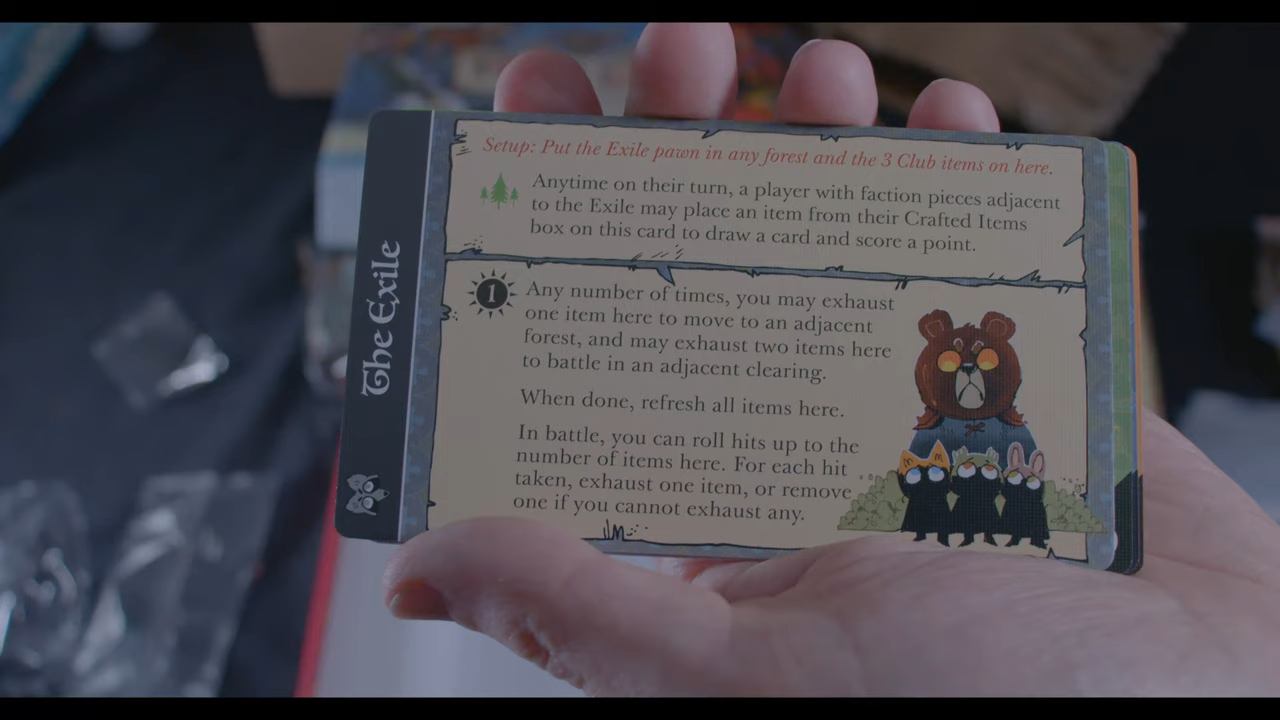 The Exile
Setup: Put the Exile pawn in any forest and the 3 Club items on here.
Anytime on their turn, a player with faction pieces adjacent
to the Exile may place an item from their Crafted Items
box on this card to draw a card and score a point.
1
Any number of times, you may exhaust
one item here to move to an adjacent
forest, and may exhaust two items here
to battle in an adjacent clearing.
When done, refresh all items here.
In battle, you can roll hits up to the
number of items here. For each hit
taken, exhaust one item, or remove
one if you cannot exhaust any.